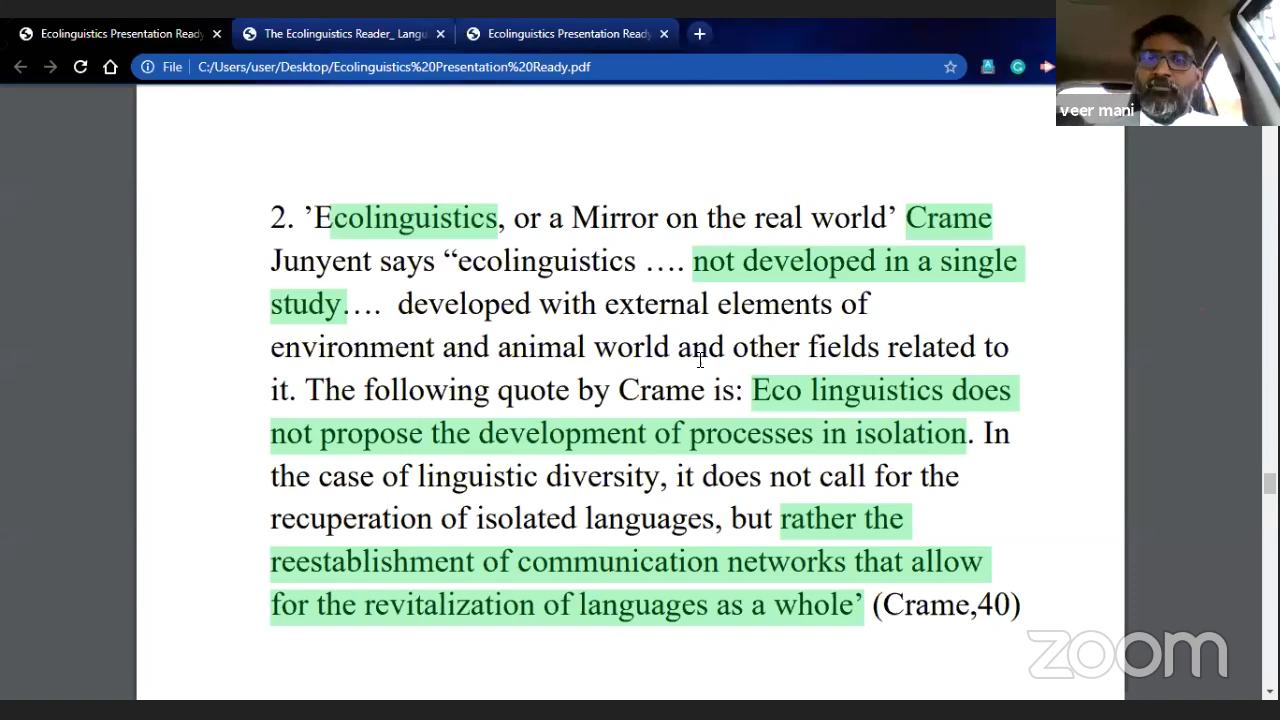 Ecolinguistics Presentation Ready
The Ecolinguistics Reader_ Langu
Ecolinguistics Presentation Ready
File C:/Users/user/Desktop/Ecolinguistics%20Presentation%20Ready.pdf
veer mani
2. ’Ecolinguistics, or a Mirror on the real world’ Crame
Junyent says “ecolinguistics …. not developed in a single
study…. developed with external elements of
environment and animal world and other fields related to
it. The following quote by Crame is: Eco linguistics does
not propose the development of processes in isolation. In
the case of linguistic diversity, it does not call for the
recuperation of isolated languages, but rather the
reestablishment of communication networks that allow
for the revitalization of languages as a whole’ (Crame,40)
zoom